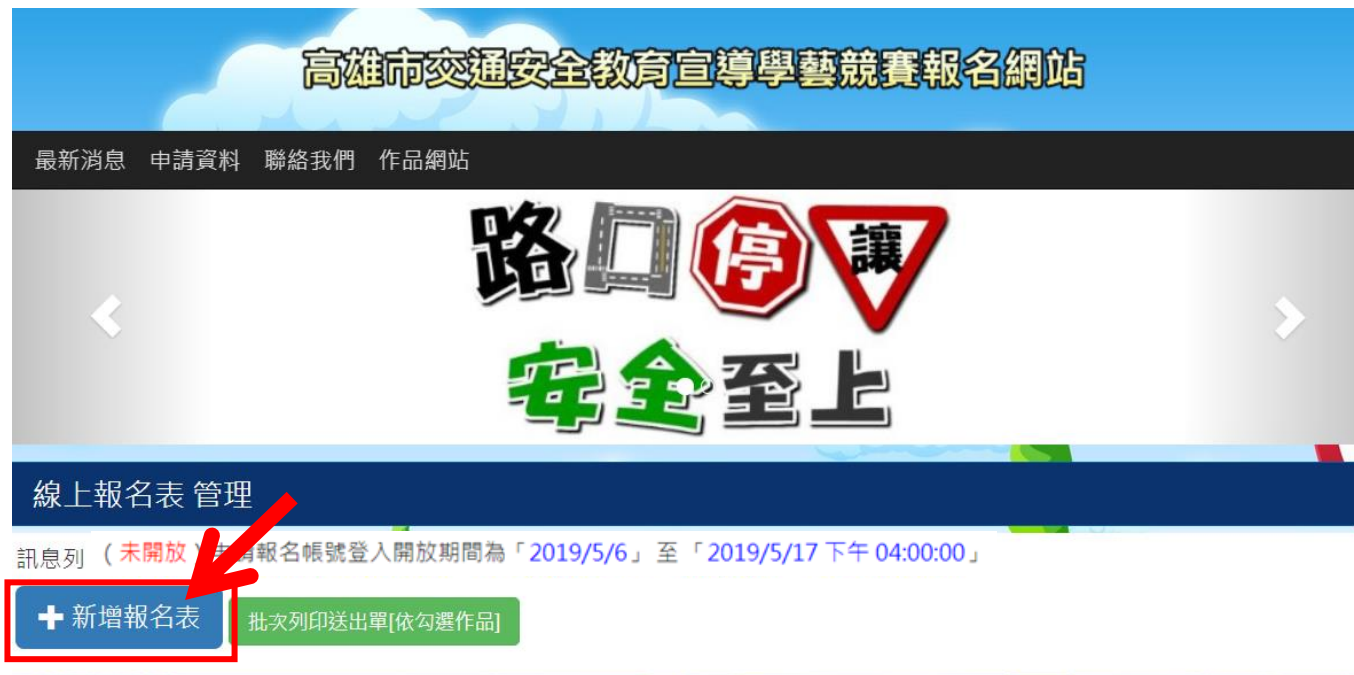 高雄市交通安全教育宣導學藝競賽報名網站
最新消息 申請資料 聯絡我們 作品網站
路口停讓
安全至上
線上報名表 管理
訊息列 (未開放) 報名帳號登入開放期間為「2019/5/6」至「2019/5/17 下午 04:00:00」
新增報名表 批次列印送出單[依勾選作品]